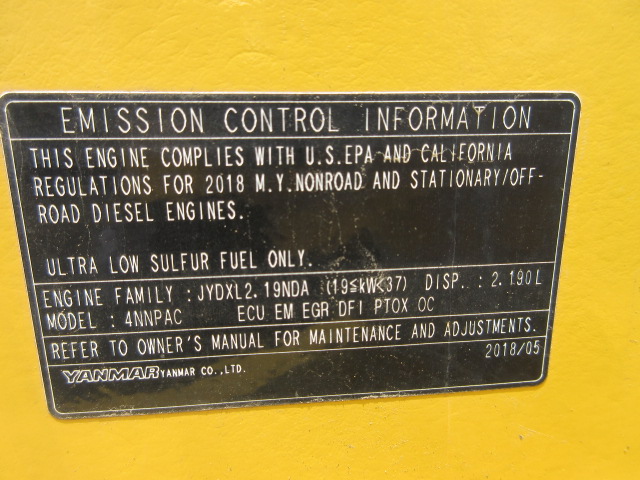 EMISSION CONTROL INFORMATION
THIS ENGINE COMPLIES WITH U.S.EPA AND CALIFORNIA
REGULATIONS FOR 2018 M.Y.NONROAD AND STATIONARY/OFF-
ROAD DIESEL ENGINES.
ULTRA LOW SULFUR FUEL ONLY.
ENGINE FAMILY : JYDXL2.19NDA (19≦kW<37) DISP. : 2.190L
MODEL : 4NNPAC ECU EM EGR DFI PTOX OC
REFER TO OWNER'S MANUAL FOR MAINTENANCE AND ADJUSTMENTS.
2018/05
YANMAR YANMAR CO.,LTD.